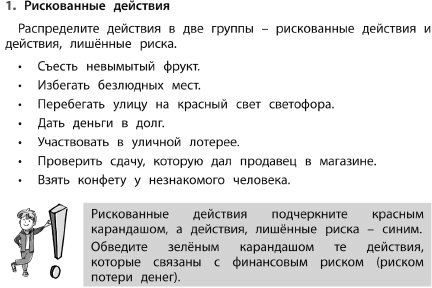 1. Рискованные действия
Распределите действия в две группы – рискованные действия и
действия, лишённые риска.
• Съесть невымытый фрукт.
• Избегать безлюдных мест.
• Перебегать улицу на красный свет светофора.
• Дать деньги в долг.
• Участвовать в уличной лотерее.
• Проверить сдачу, которую дал продавец в магазине.
• Взять конфету у незнакомого человека.
Рискованные действия подчеркните красным
карандашом, а действия, лишённые риска – синим.
Обведите зелёным карандашом те действия,
которые связаны с финансовым риском (риском
потери денег).